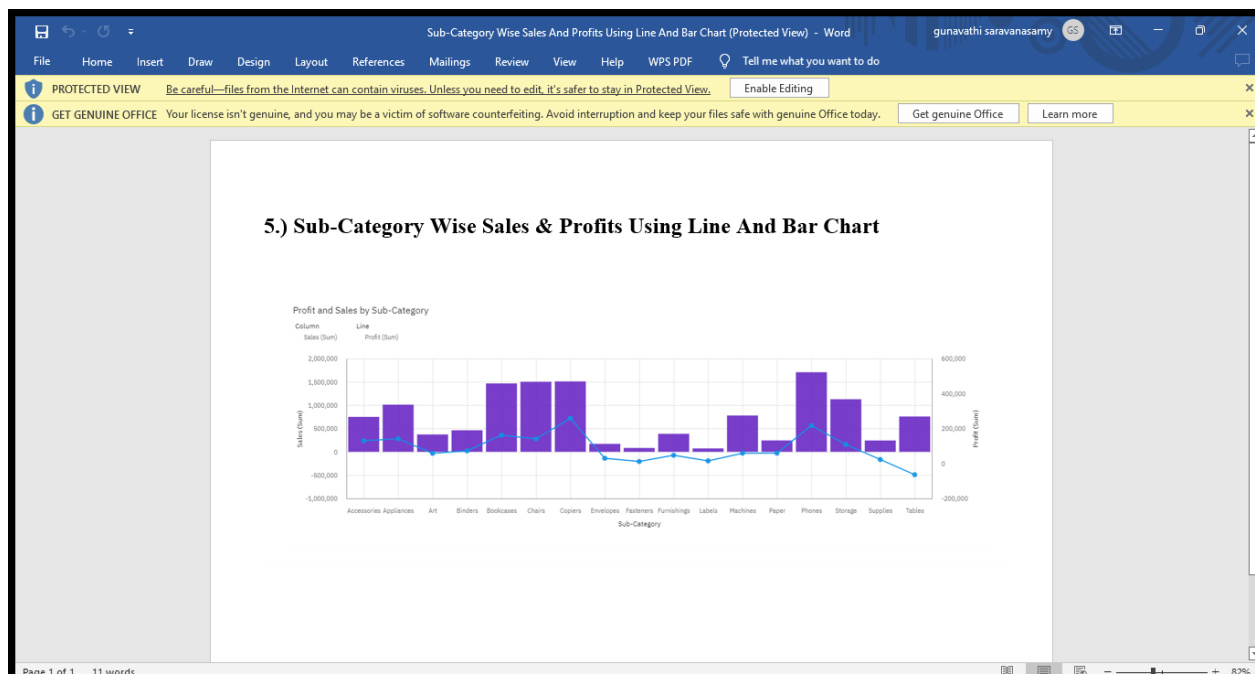 Sub-Category Wise Sales And Profits Using Line And Bar Chart (Protected View) - Word
gunavathi saravanasamy GS
File Home Insert Draw Design Layout References Mailings Review View Help WPS PDF Tell me what you want to do
PROTECTED VIEW Be careful—files from the Internet can contain viruses. Unless you need to edit, it's safer to stay in Protected View. Enable Editing
GET GENUINE OFFICE Your license isn't genuine, and you may be a victim of software counterfeiting. Avoid interruption and keep your files safe with genuine Office today. Get genuine Office Learn more
5.) Sub-Category Wise Sales & Profits Using Line And Bar Chart
Profit and Sales by Sub-Category
Column Line
Sales (Sum) Profit (Sum)
2,000,000 600,000
1,500,000
400,000
1,000,000
500,000 200,000
0
0
-500,000
-1,000,000 -200,000
Sales (Sum)
Profit (Sum)
Accessories Appliances Art Binders Bookcases Chairs Copiers Envelopes Fasteners Furnishings Labels Machines Paper Phones Storage Supplies Tables
Sub-Category
Page 1 of 1 11 words 82%